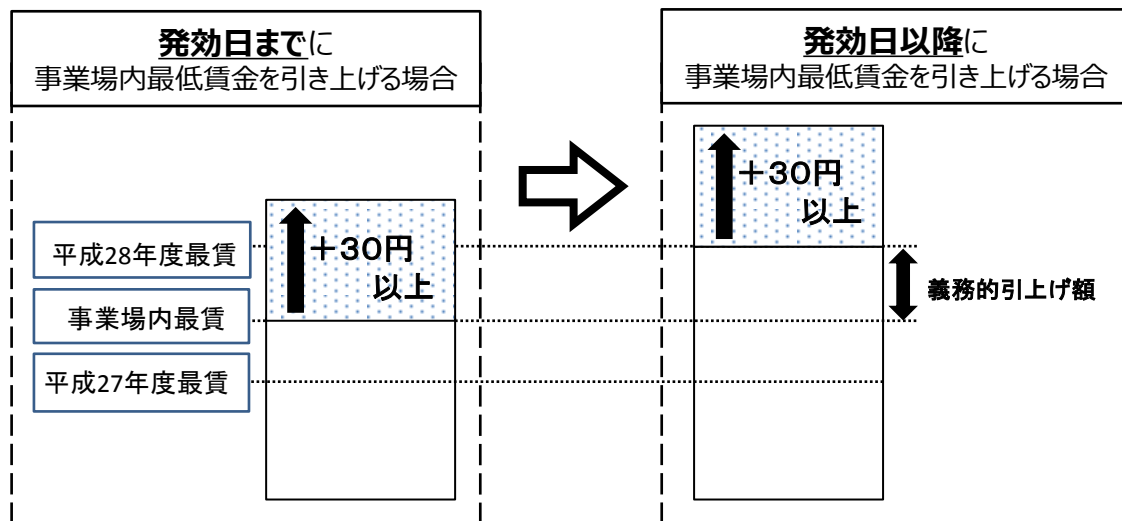 発効日までに
事業場内最低賃金を引き上げる場合
発効日以降に
事業場内最低賃金を引き上げる場合
＋30円
以上
平成28年度最賃
事業場内最賃
平成27年度最賃
＋30円
以上
義務的引上げ額